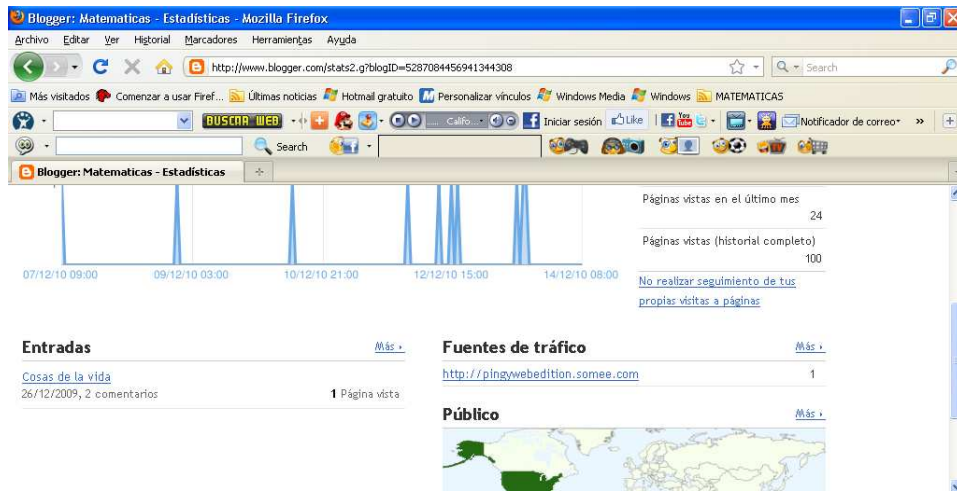 Blogger: Matematicas - Estadísticas - Mozilla Firefox
Archivo Editar Ver Historial Marcadores Herramientas Ayuda
http://www.blogger.com/stats2.g?blogID=5287084456941344308 Search
Más visitados Comenzar a usar Firef... Últimas noticias Hotmail gratuito Personalizar vínculos Windows Media Windows MATEMATICAS
BUSCAR WEB Califo... Iniciar sesión Like You Tube Notificador de correo »
Search
Blogger: Matematicas - Estadísticas
Páginas vistas en el último mes
24
Páginas vistas (historial completo)
100
07/12/10 09:00 09/12/10 03:00 10/12/10 21:00 12/12/10 15:00 14/12/10 08:00
No realizar seguimiento de tus
propias visitas a páginas
Entradas Más
Cosas de la vida
26/12/2009, 2 comentarios 1 Página vista
Fuentes de tráfico Más
http://pingywebedition.somee.com 1
Público Más